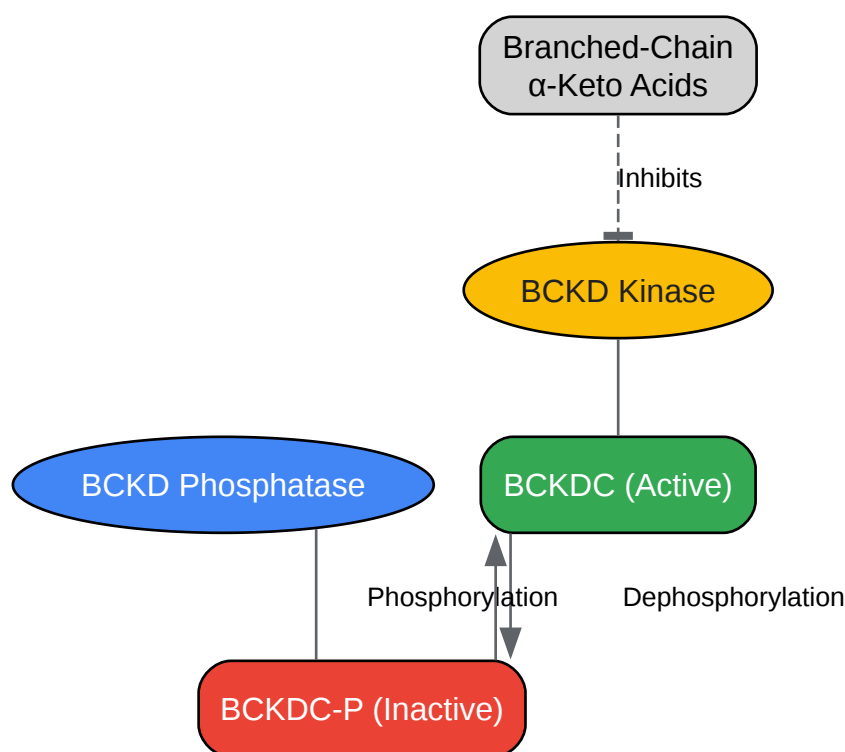 Branched-Chain
α-Keto Acids
Inhibits
BCKD Kinase
BCKD Phosphatase
BCKDC (Active)
Phosphorylation
Dephosphorylation
BCKDC-P (Inactive)